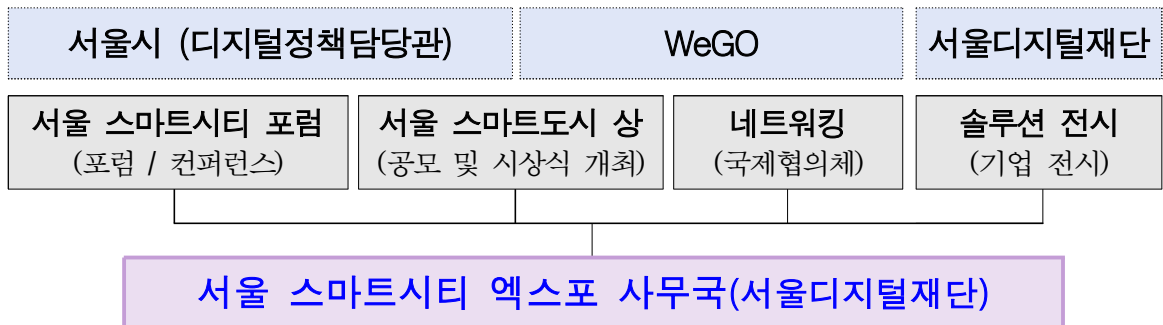 서울시 (디지털정책담당관)
WeGO
서울디지털재단
서울 스마트시티 포럼
(포럼 / 컨퍼런스)
서울 스마트도시 상
(공모 및 시상식 개최)
네트워킹
(국제협의체)
솔루션 전시
(기업 전시)
서울 스마트시티 엑스포 사무국(서울디지털재단)